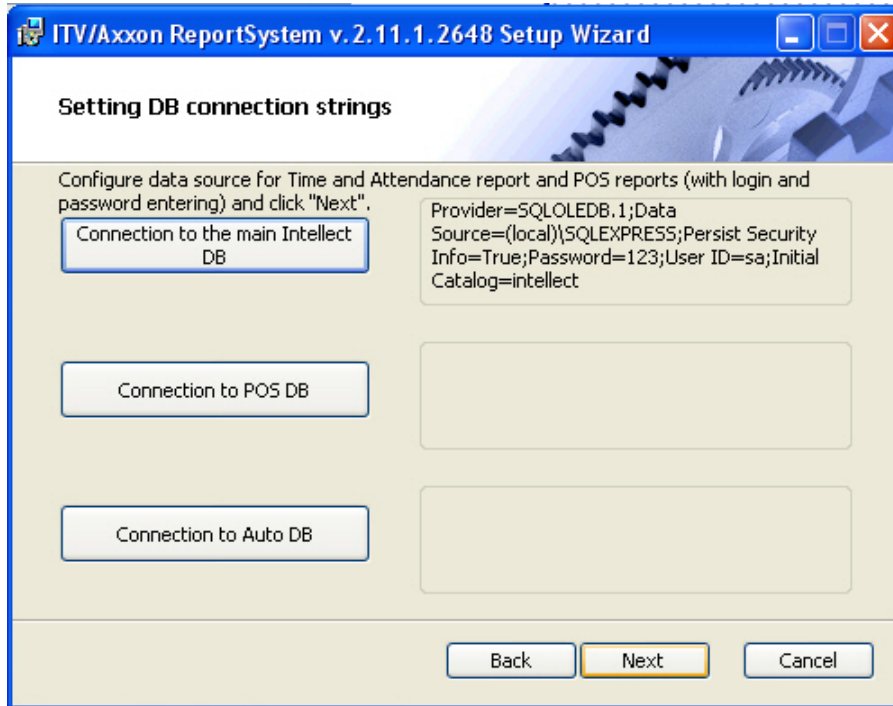 ITV/Axxon ReportSystem v.2.11.1.2648 Setup Wizard
Setting DB connection strings
Configure data source for Time and Attendance report and POS reports (with login and
password entering) and click "Next".
Connection to the main Intellect
DB
Provider=SQLOLEDB.1;Data
Source=(local)\SQLEXPRESS;Persist Security
Info=True;Password=123;User ID=sa;Initial
Catalog=intellect
Connection to POS DB
Connection to Auto DB
Back
Next
Cancel